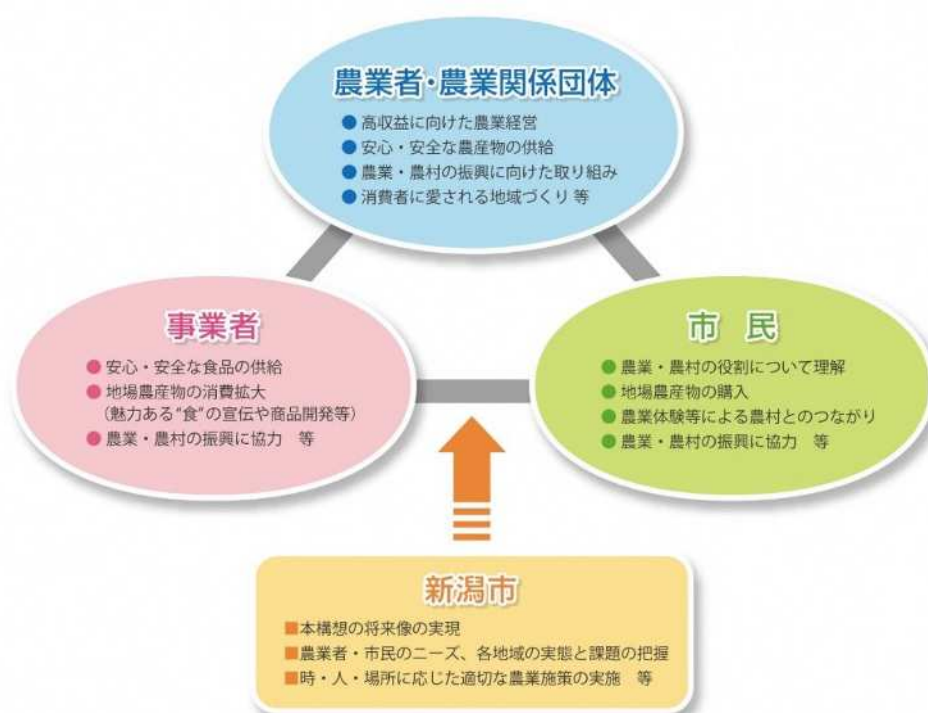 農業者・農業関係団体
● 高収益に向けた農業経営
● 安心・安全な農産物の供給
● 農業・農村の振興に向けた取り組み
● 消費者に愛される地域づくり 等
事業者
● 安心・安全な食品の供給
● 地場農産物の消費拡大
（魅力ある“食”の宣伝や商品開発等）
● 農業・農村の振興に協力　等
市　民
● 農業・農村の役割について理解
● 地場農産物の購入
● 農業体験等による農村とのつながり
● 農業・農村の振興に協力　等
新潟市
■本構想の将来像の実現
■農業者・市民のニーズ、各地域の実態と課題の把握
■時・人・場所に応じた適切な農業施策の実施　等